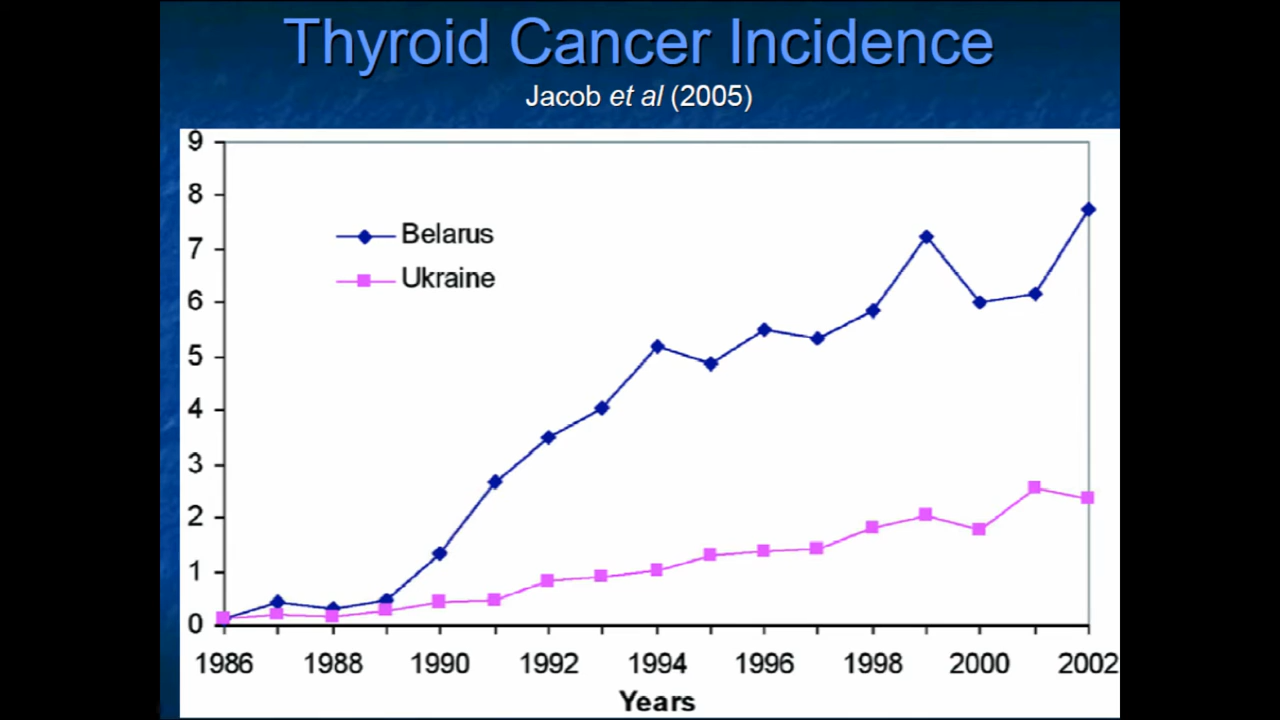 Thyroid Cancer Incidence
Jacob et al (2005)
9
8
7
6
5
4
3
2
1
0
Belarus
Ukraine
1986 1988 1990 1992 1994 1996 1998 2000 2002
Years